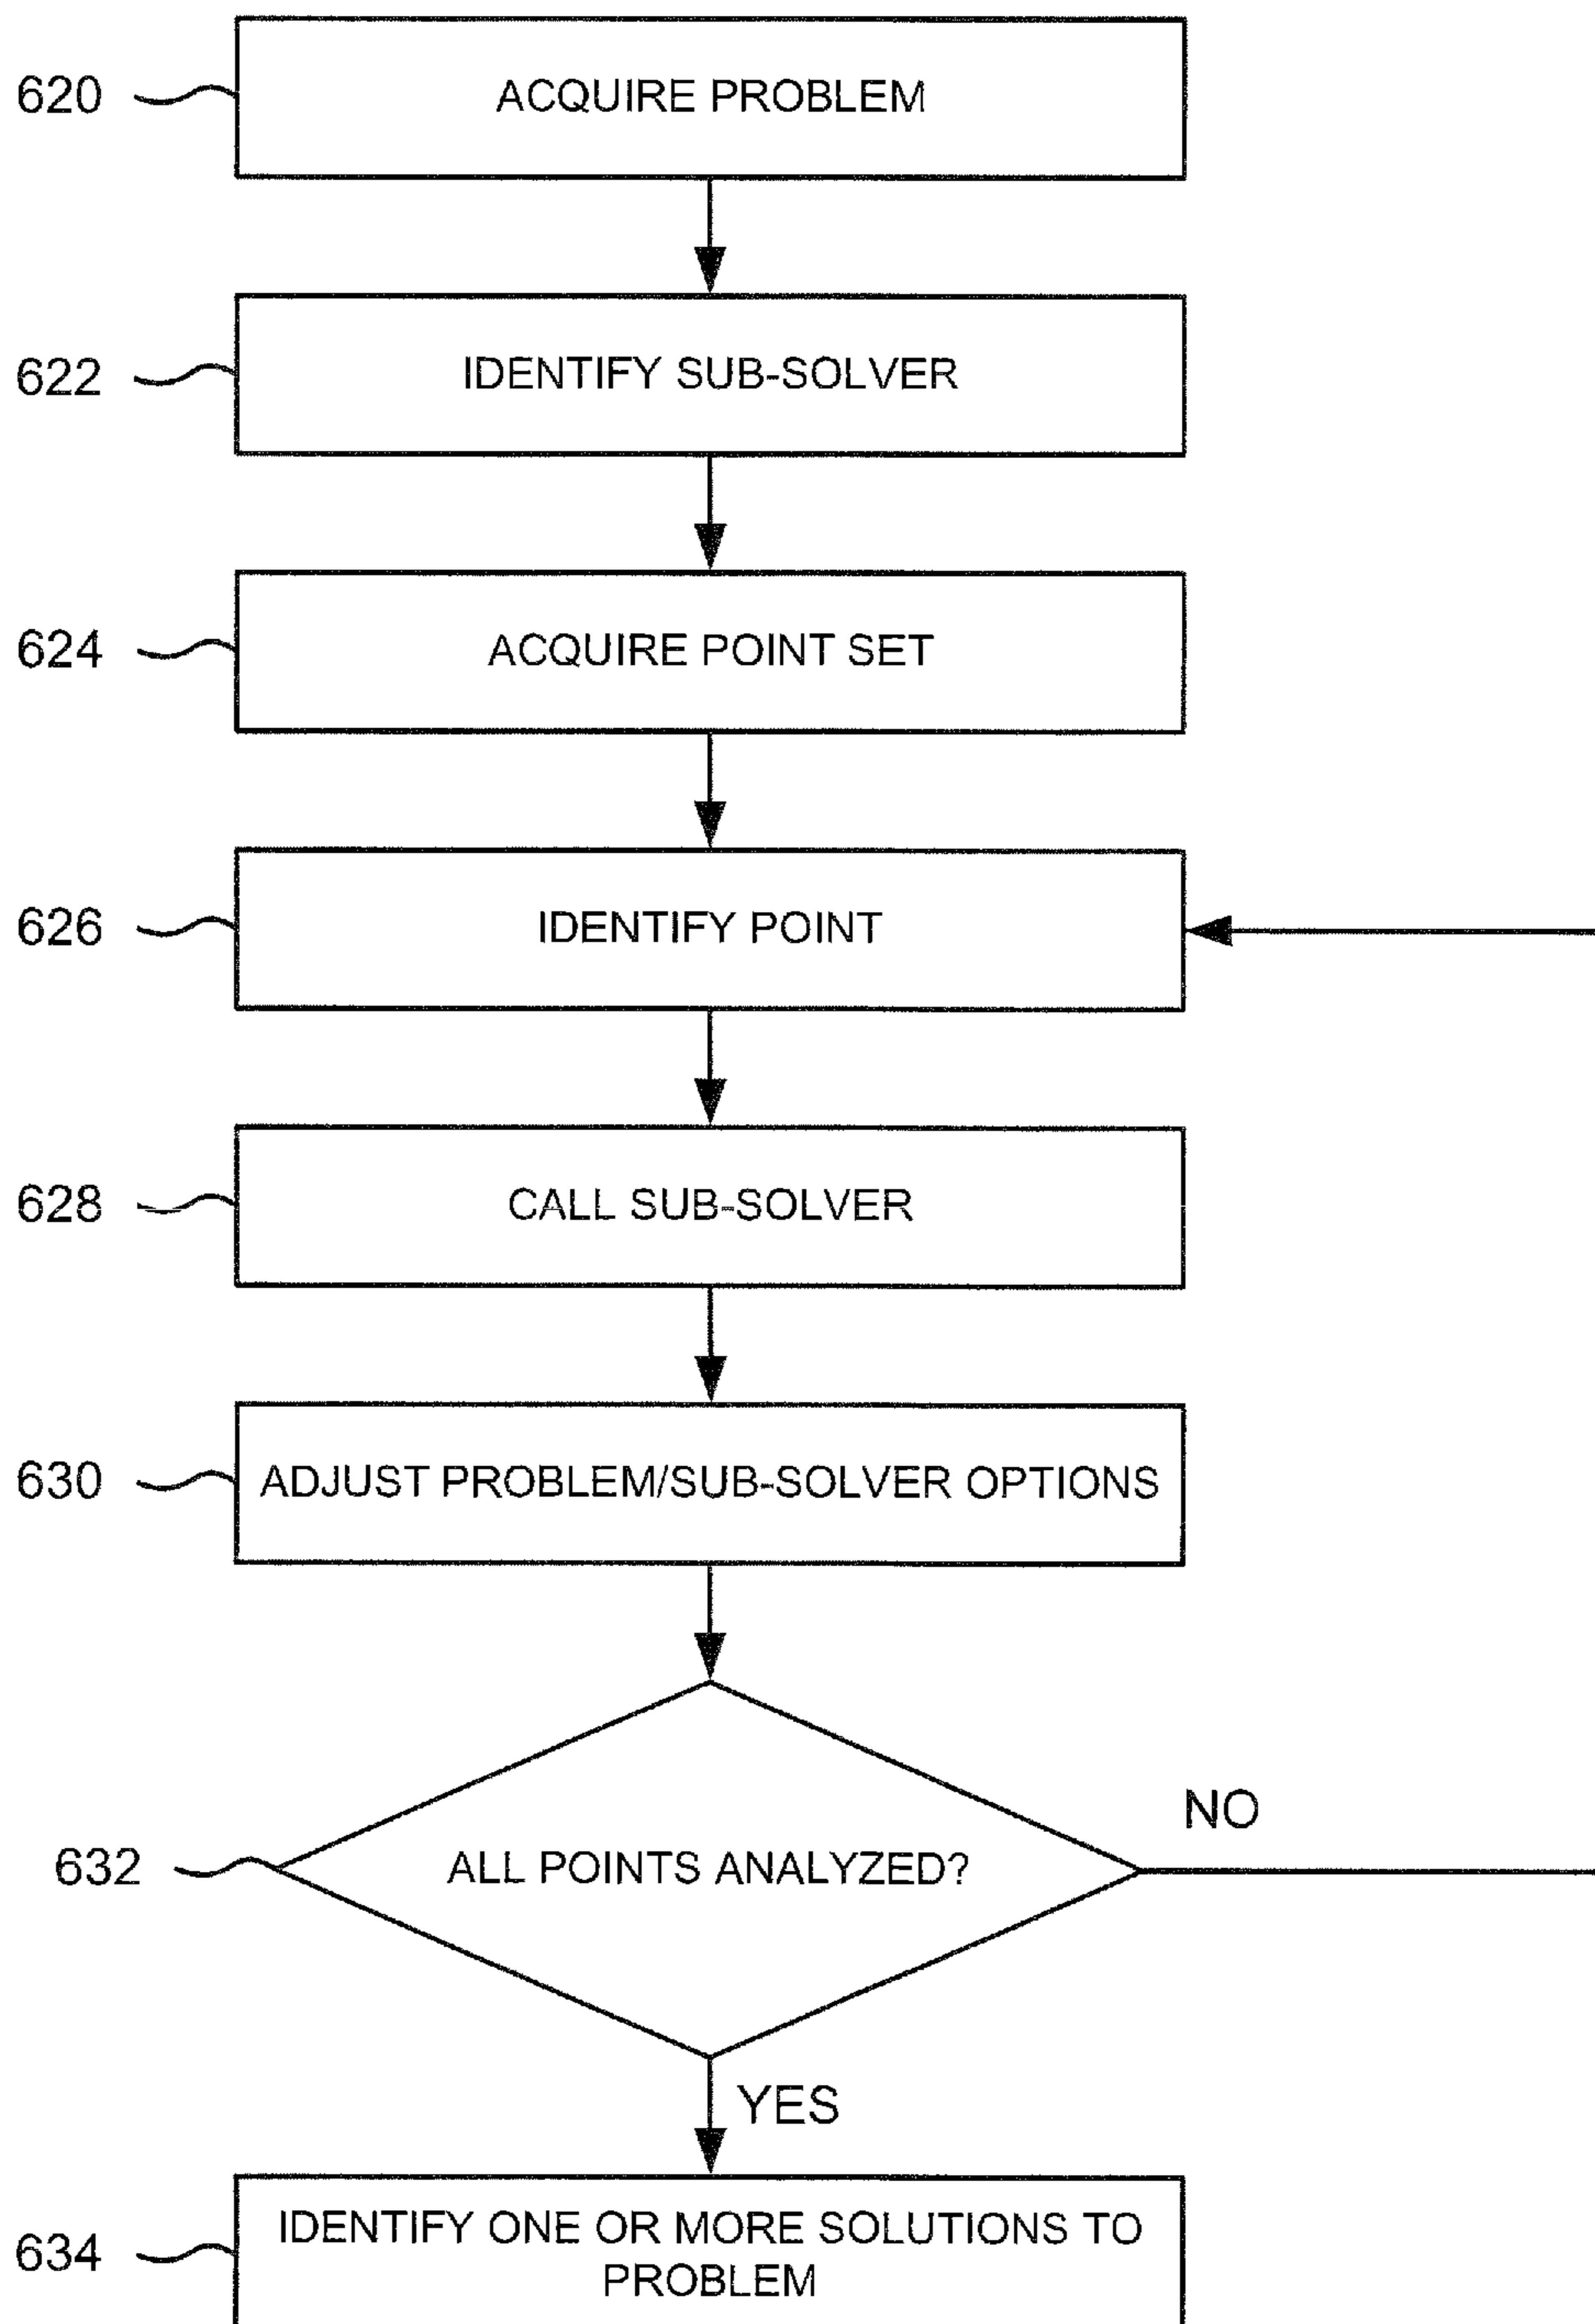 620
ACQUIRE PROBLEM
622
IDENTIFY SUB-SOLVER
624
ACQUIRE POINT SET
626
IDENTIFY POINT
628
CALL SUB-SOLVER
630
ADJUST PROBLEM/SUB-SOLVER OPTIONS
NO
632
ALL POINTS ANALYZED?
YES
634
IDENTIFY ONE OR MORE SOLUTIONS TO
PROBLEM